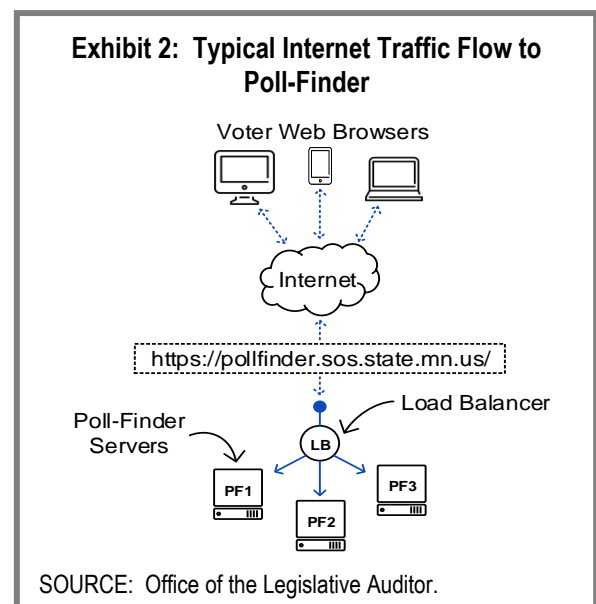 Exhibit 2:  Typical Internet Traffic Flow to
Poll-Finder
Voter Web Browsers
Internet
https://pollfinder.sos.state.mn.us/
Load Balancer
Poll-Finder
Servers
LB
PF1
PF2
PF3
SOURCE:  Office of the Legislative Auditor.